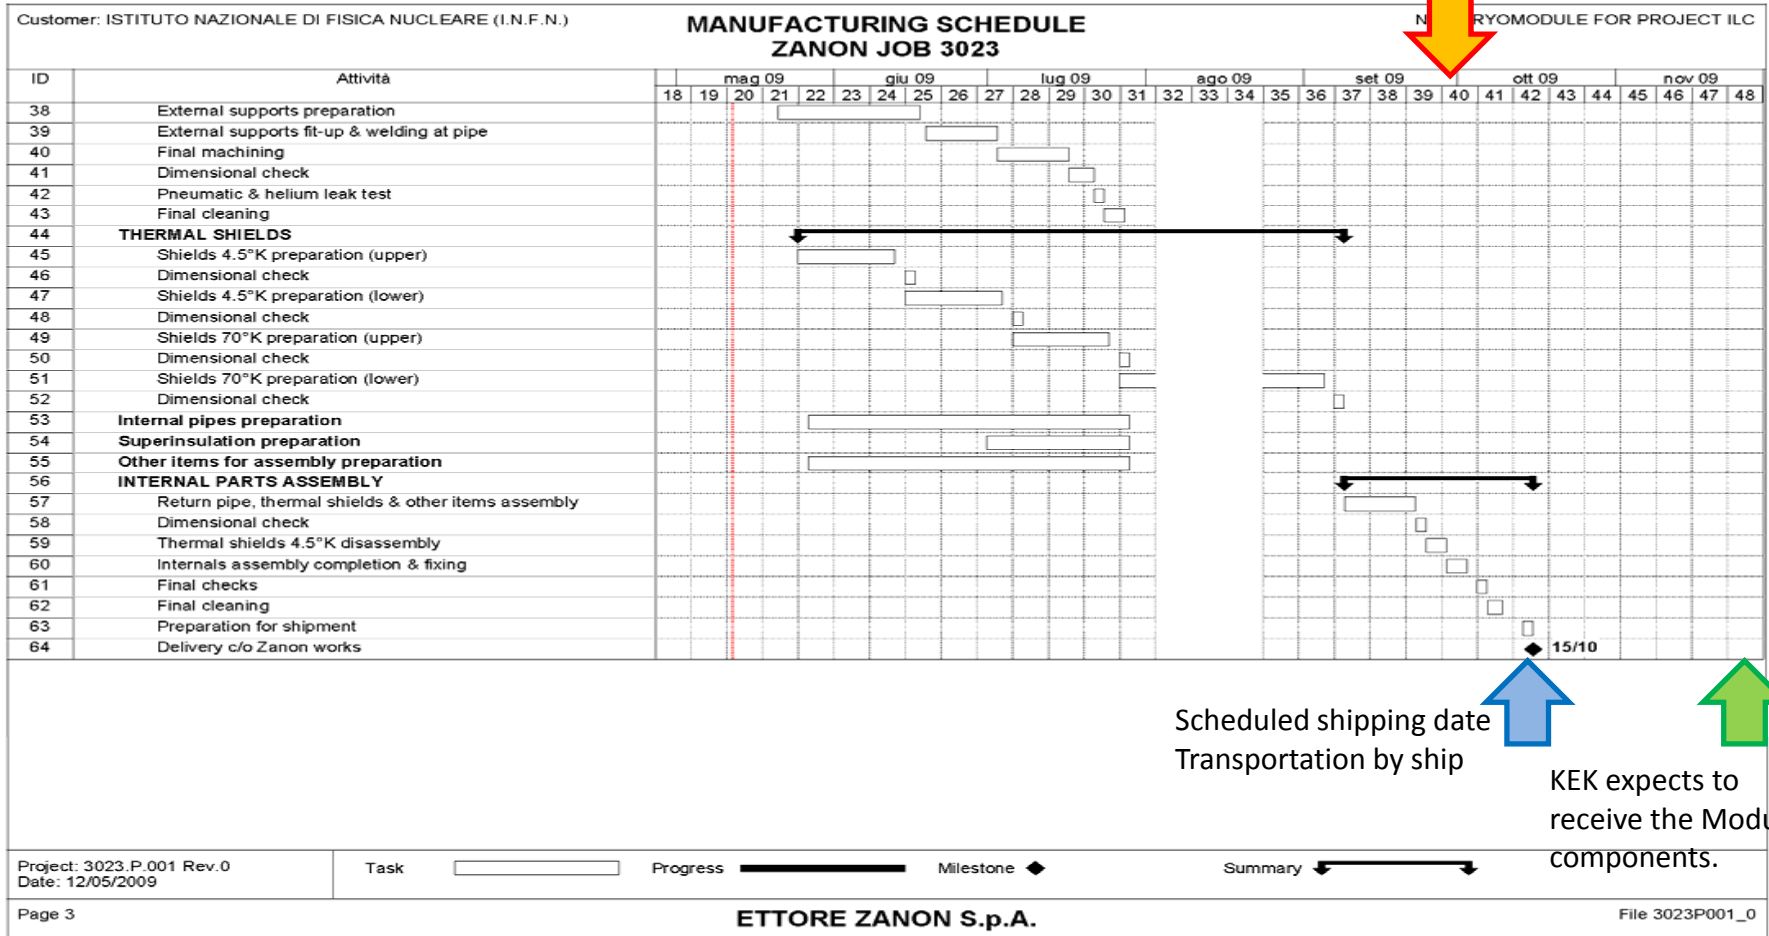 Customer: ISTITUTO NAZIONALE DI FISICA NUCLEARE (I.N.F.N.)
MANUFACTURING SCHEDULE
ZANON JOB 3023
RYOMODULE FOR PROJECT ILC
ID Attività mag 09 giu 09 lug 09 ago 09 set 09 ott 09 nov 09
18 19 20 21 22 23 24 25 26 27 28 29 30 31 32 33 34 35 36 37 38 39 40 41 42 43 44 45 46 47 48
38 External supports preparation
39 External supports fit-up & welding at pipe
40 Final machining
41 Dimensional check
42 Pneumatic & helium leak test
43 Final cleaning
44 THERMAL SHIELDS
45 Shields 4.5°K preparation (upper)
46 Dimensional check
47 Shields 4.5°K preparation (lower)
48 Dimensional check
49 Shields 70°K preparation (upper)
50 Dimensional check
51 Shields 70°K preparation (lower)
52 Dimensional check
53 Internal pipes preparation
54 Superinsulation preparation
55 Other items for assembly preparation
56 INTERNAL PARTS ASSEMBLY
57 Return pipe, thermal shields & other items assembly
58 Dimensional check
59 Thermal shields 4.5°K disassembly
60 Internals assembly completion & fixing
61 Final checks
62 Final cleaning
63 Preparation for shipment
64 Delivery c/o Zanon works 15/10
Scheduled shipping date
Transportation by ship
KEK expects to
receive the Modu
components.
Project: 3023.P.001 Rev.0
Date: 12/05/2009
Task Progress Milestone Summary
Page 3 ETTORE ZANON S.p.A. File 3023P001_0